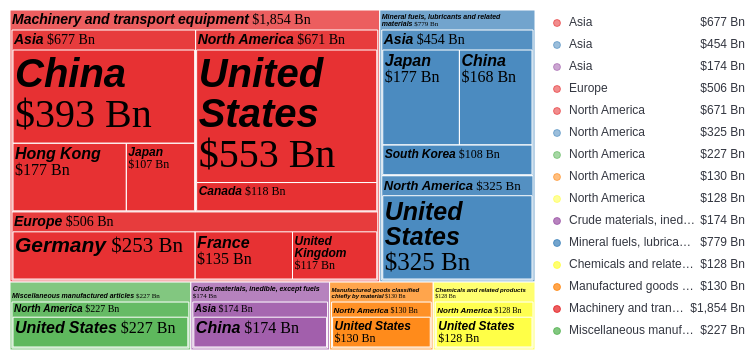 Machinery and transport equipment $1,854 Bn
Asia $677 Bn
China
$393 Bn
Hong Kong
$177 Bn
Japan
$107 Bn
North America $671 Bn
United
States
$553 Bn
Canada $118 Bn
Europe $506 Bn
Germany $253 Bn
France
$135 Bn
United
Kingdom
$117 Bn
Mineral fuels, lubricants and related
materials $779 Bn
Asia $454 Bn
Japan
$177 Bn
China
$168 Bn
South Korea $108 Bn
North America $325 Bn
United
States
$325 Bn
Miscellaneous manufactured articles $227 Bn
North America $227 Bn
United States $227 Bn
Crude materials, inedible, except fuels
$174 Bn
Asia $174 Bn
China $174 Bn
Manufactured goods classified
chiefly by material $130 Bn
North America $130 Bn
United States
$130 Bn
Chemicals and related products
$128 Bn
North America $128 Bn
United States
$128 Bn
Asia $677 Bn
Asia $454 Bn
Asia $174 Bn
Europe $506 Bn
North America $671 Bn
North America $325 Bn
North America $227 Bn
North America $130 Bn
North America $128 Bn
Crude materials, ined... $174 Bn
Mineral fuels, lubrica... $779 Bn
Chemicals and relate... $128 Bn
Manufactured goods ... $130 Bn
Machinery and tran... $1,854 Bn
Miscellaneous manuf... $227 Bn